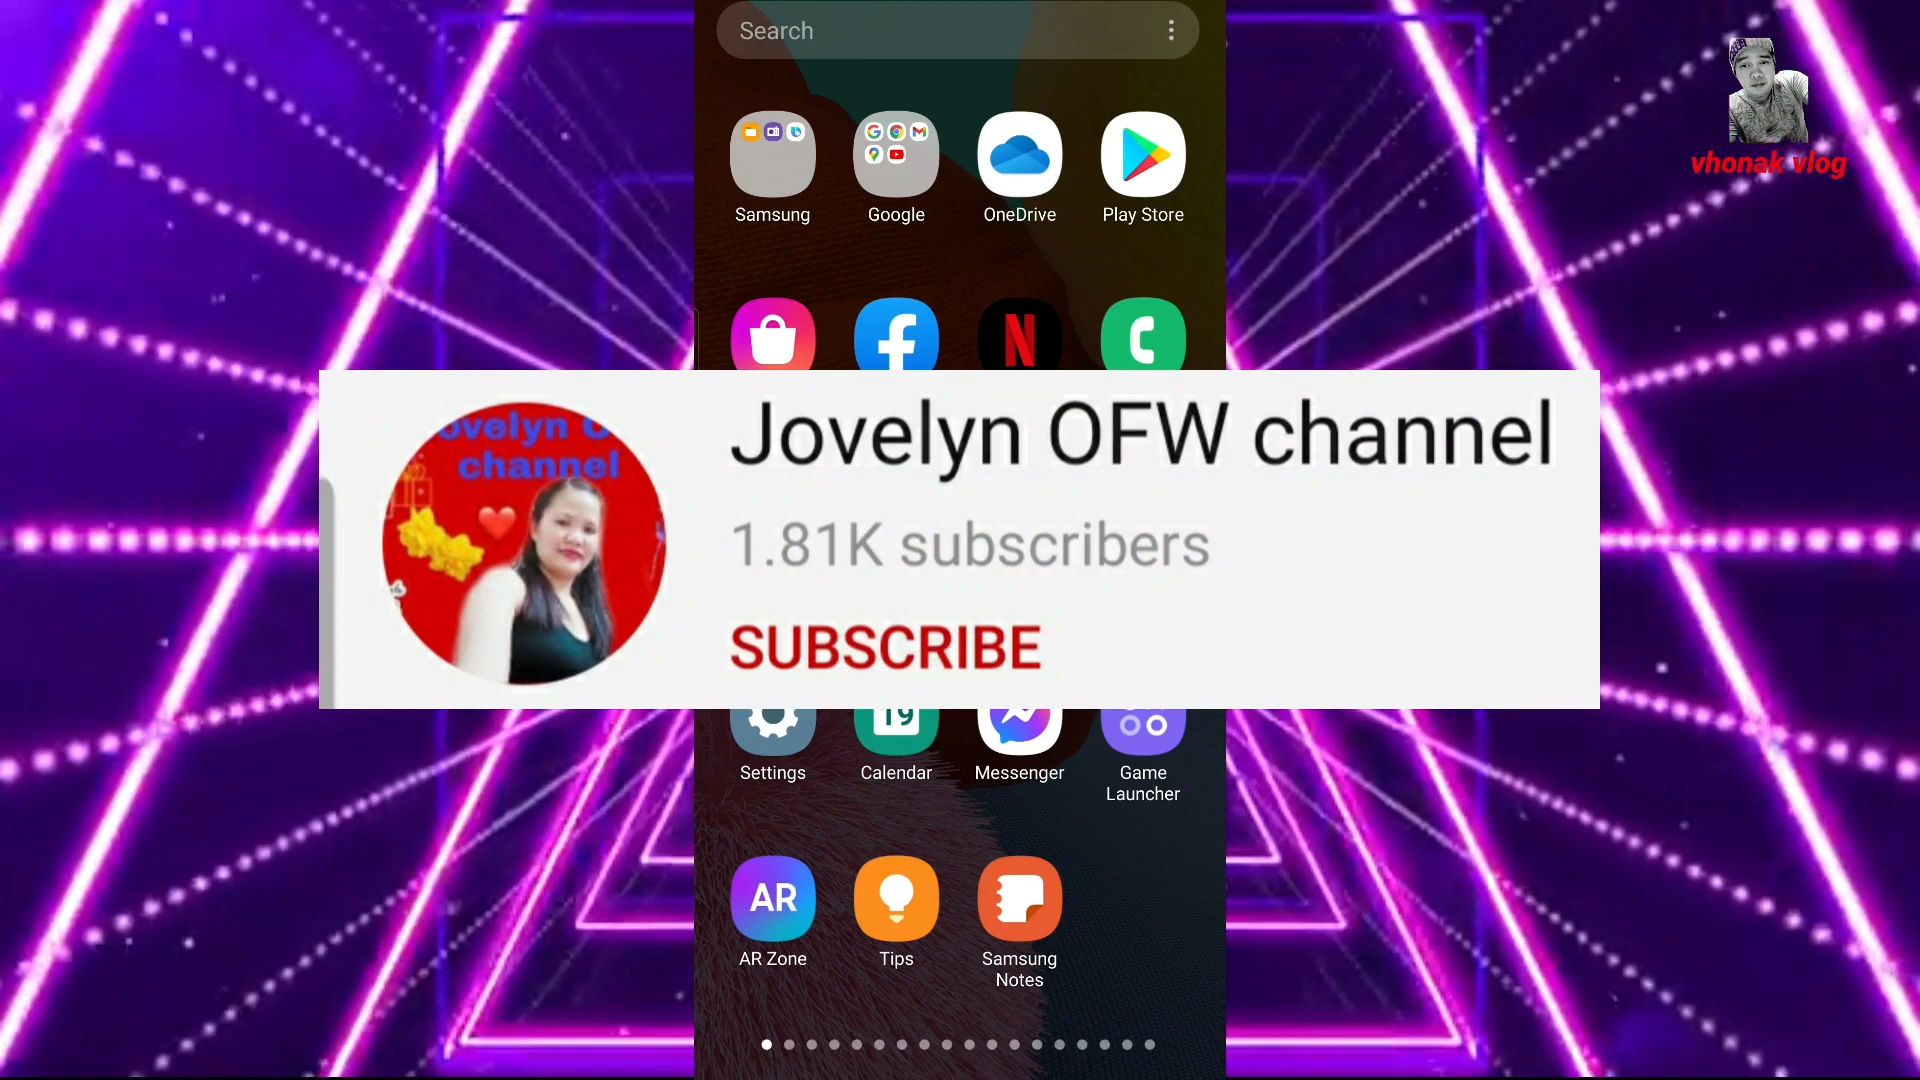 Search
vhonak vlog
Samsung
Google
OneDrive
Play Store
Jovelyn OFW channel
1.81K subscribers
SUBSCRIBE
channel
19
Settings
Calendar
Messenger
Game
Launcher
AR
AR Zone
Tips
Samsung
Notes